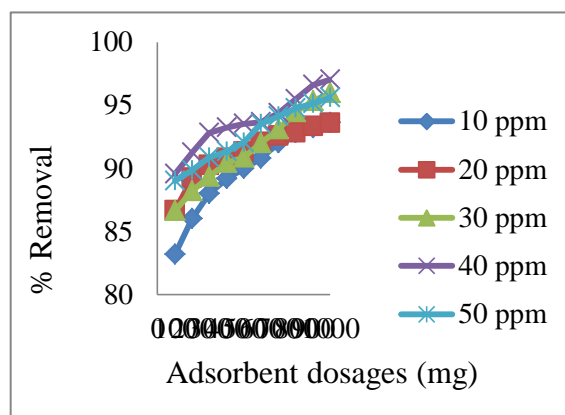 100
95
90
85
80
% Removal
Adsorbent dosages (mg)
10 ppm
20 ppm
30 ppm
40 ppm
50 ppm